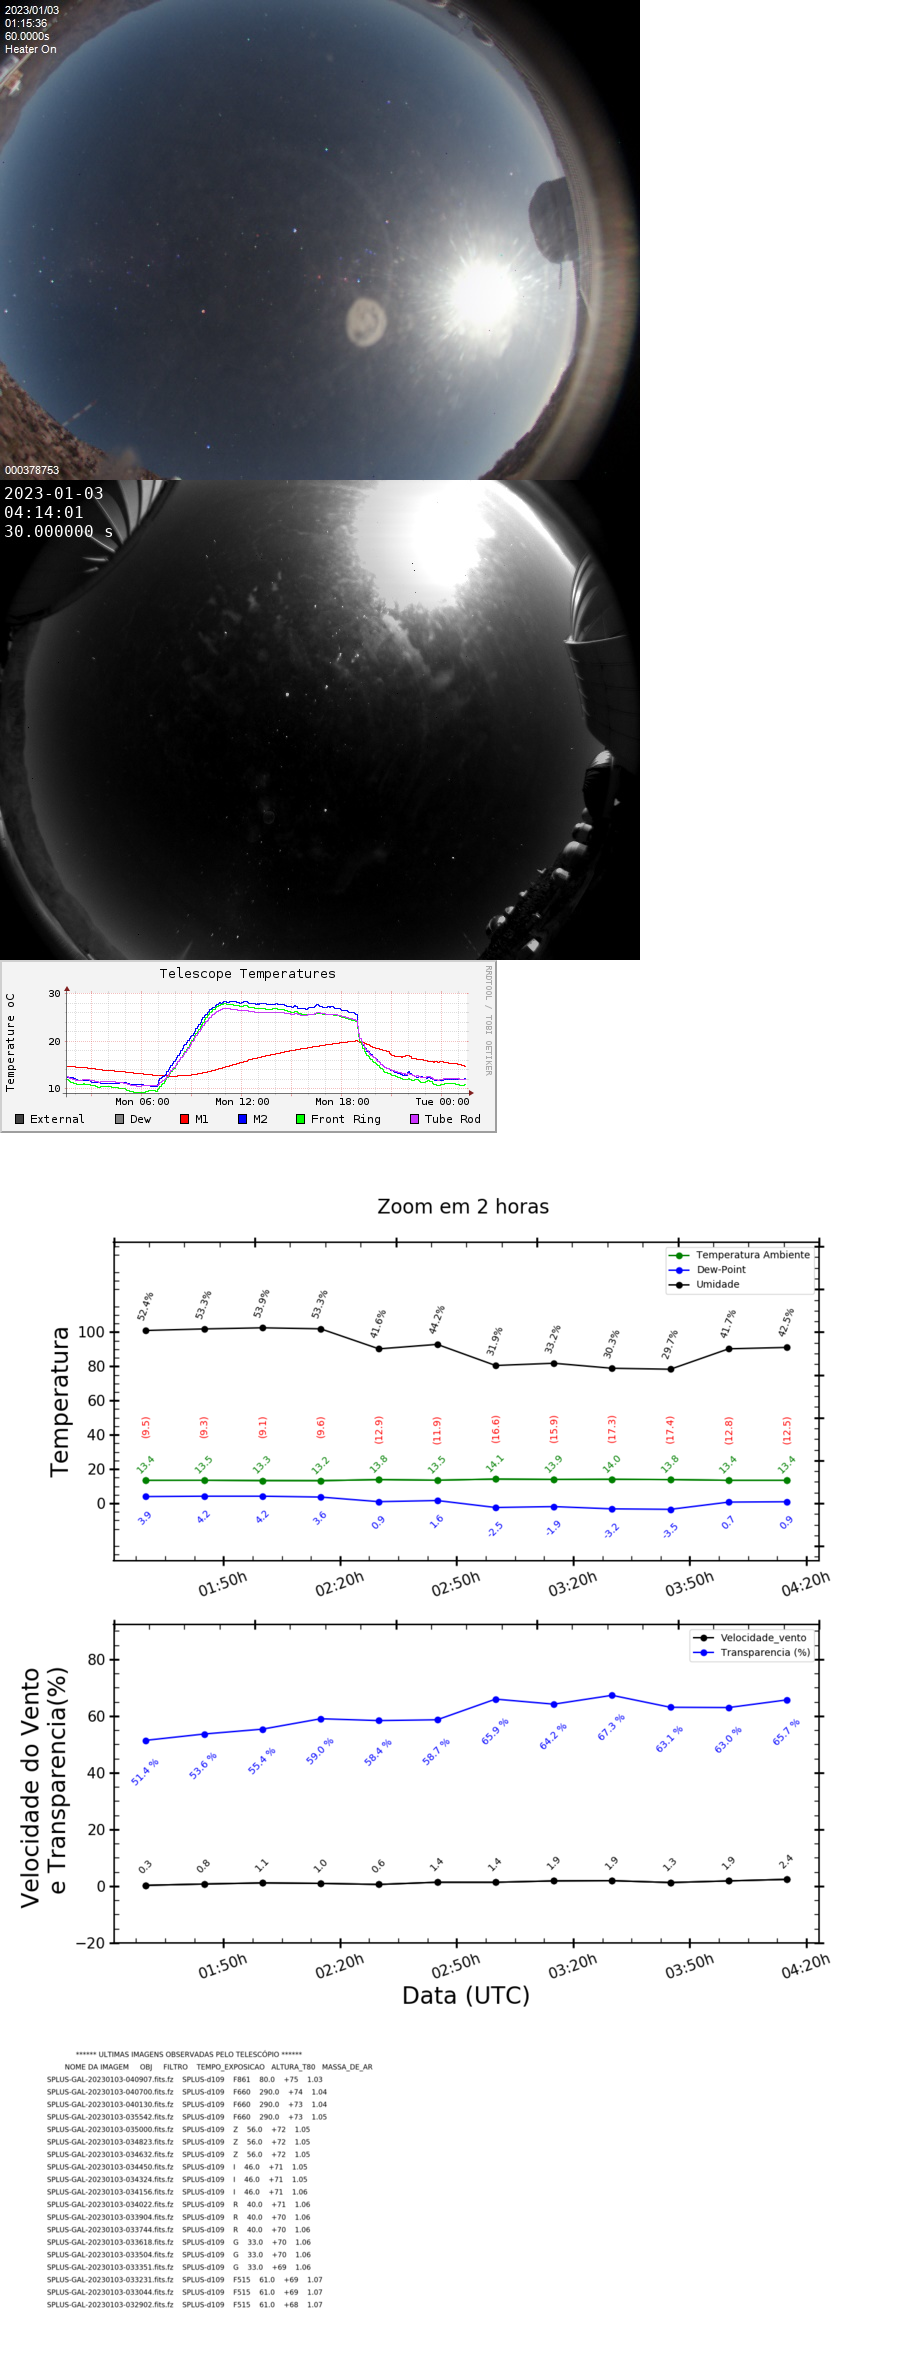 2023/01/03
01:15:36
60.0000s
Heater On
000378753
2023-01-03
04:14:01
30.000000 s
Telescope Temperatures
RRDTOOL / TOBI OETIKER
Temperature oC
30
20
10
Mon 06:00 Mon 12:00 Mon 18:00 Tue 00:00
External Dew M1 M2 Front Ring Tube Rod
Zoom em 2 horas
Temperatura Ambiente
Dew-Point
Umidade
Temperatura
52.4% 53.3% 53.9% 53.3% 41.6% 44.2% 31.9% 33.2% 30.3% 29.7% 41.7% 42.5%
100
80
60
40
20
0
(9.5) (9.3) (9.1) (9.6) (12.9) (11.9) (16.6) (15.9) (17.3) (17.4) (12.8) (12.5)
13.4 13.5 13.3 13.2 13.8 13.5 14.1 13.9 14.0 13.8 13.4 13.4
3.9 4.2 4.2 3.6 0.9 1.6 -2.5 -1.9 -3.2 -3.5 0.7 0.9
01:50h 02:20h 02:50h 03:20h 03:50h 04:20h
Velocidade_vento
Transparencia (%)
Velocidade do Vento
e Transparencia(%)
80
60
40
20
0
−20
51.4 % 53.6 % 55.4 % 59.0 % 58.4 % 58.7 % 65.9 % 64.2 % 67.3 % 63.1 % 63.0 % 65.7 %
0.3 0.8 1.1 1.0 0.6 1.4 1.4 1.9 1.9 1.3 1.9 2.4
01:50h 02:20h 02:50h 03:20h 03:50h 04:20h
Data (UTC)
****** ULTIMAS IMAGENS OBSERVADAS PELO TELESCÓPIO ******
NOME DA IMAGEM OBJ FILTRO TEMPO_EXPOSICAO ALTURA_T80 MASSA_DE_AR
SPLUS-GAL-20230103-040907.fits.fz SPLUS-d109 F861 80.0 +75 1.03
SPLUS-GAL-20230103-040700.fits.fz SPLUS-d109 F660 290.0 +74 1.04
SPLUS-GAL-20230103-040130.fits.fz SPLUS-d109 F660 290.0 +73 1.04
SPLUS-GAL-20230103-035542.fits.fz SPLUS-d109 F660 290.0 +73 1.05
SPLUS-GAL-20230103-035000.fits.fz SPLUS-d109 Z 56.0 +72 1.05
SPLUS-GAL-20230103-034823.fits.fz SPLUS-d109 Z 56.0 +72 1.05
SPLUS-GAL-20230103-034632.fits.fz SPLUS-d109 Z 56.0 +72 1.05
SPLUS-GAL-20230103-034450.fits.fz SPLUS-d109 I 46.0 +71 1.05
SPLUS-GAL-20230103-034324.fits.fz SPLUS-d109 I 46.0 +71 1.05
SPLUS-GAL-20230103-034156.fits.fz SPLUS-d109 I 46.0 +71 1.06
SPLUS-GAL-20230103-034022.fits.fz SPLUS-d109 R 40.0 +71 1.06
SPLUS-GAL-20230103-033904.fits.fz SPLUS-d109 R 40.0 +70 1.06
SPLUS-GAL-20230103-033744.fits.fz SPLUS-d109 R 40.0 +70 1.06
SPLUS-GAL-20230103-033618.fits.fz SPLUS-d109 G 33.0 +70 1.06
SPLUS-GAL-20230103-033504.fits.fz SPLUS-d109 G 33.0 +70 1.06
SPLUS-GAL-20230103-033351.fits.fz SPLUS-d109 G 33.0 +69 1.06
SPLUS-GAL-20230103-033231.fits.fz SPLUS-d109 F515 61.0 +69 1.07
SPLUS-GAL-20230103-033044.fits.fz SPLUS-d109 F515 61.0 +69 1.07
SPLUS-GAL-20230103-032902.fits.fz SPLUS-d109 F515 61.0 +68 1.07